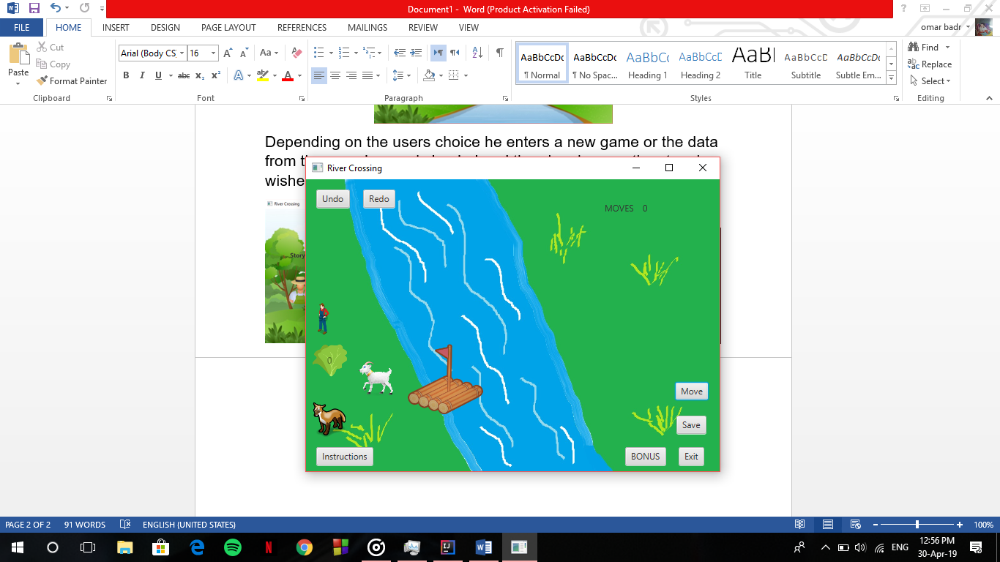 Document1 - Word (Product Activation Failed)
FILE HOME INSERT DESIGN PAGE LAYOUT REFERENCES MAILINGS REVIEW VIEW omar badr
Paste
Cut
Copy
Format Painter
Clipboard
Arial (Body CS) 16
Font
Paragraph
AaBbCcDc AaBbCcDc AaBbCc AaBbCcD AaBl AaBbCcD AaBbCcDc
¶ Normal ¶ No Spac... Heading 1 Heading 2 Title Subtitle Subtle Em...
Styles
Find
Replace
Select
Editing
Depending on the users choice he enters a new game or the data
from
wishe
River Crossing
Story
River Crossing
Undo Redo
MOVES 0
0
Move
Save
Instructions BONUS Exit
PAGE 2 OF 2 91 WORDS ENGLISH (UNITED STATES) 100%
ENG 12:56 PM
30-Apr-19